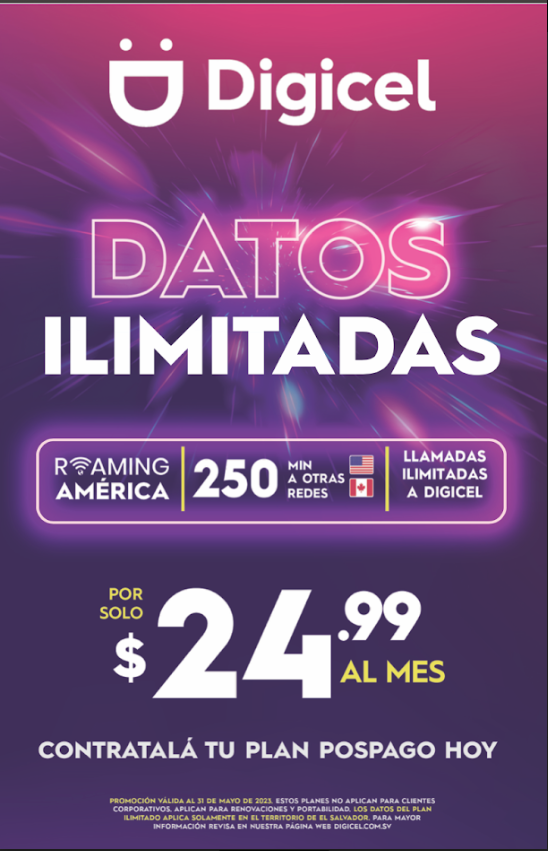 Digicel
DATOS
ILIMITADAS
ROAMING
AMÉRICA
250
MIN
A OTRAS
REDES
LLAMADAS
ILIMITADAS
A DIGICEL
POR
SOLO
$24.99
AL MES
CONTRATALÁ TU PLAN POSPAGO HOY
PROMOCIÓN VÁLIDA AL 31 DE MAYO DE 2023. ESTOS PLANES NO APLICAN PARA CLIENTES
CORPORATIVOS, APLICAN PARA RENOVACIONES Y PORTABILIDAD. LOS DATOS DEL PLAN
ILIMITADO APLICA SOLAMENTE EN EL TERRITORIO DE EL SALVADOR. PARA MAYOR
INFORMACIÓN REVISA EN NUESTRA PÁGINA WEB DIGICEL.COM.SV